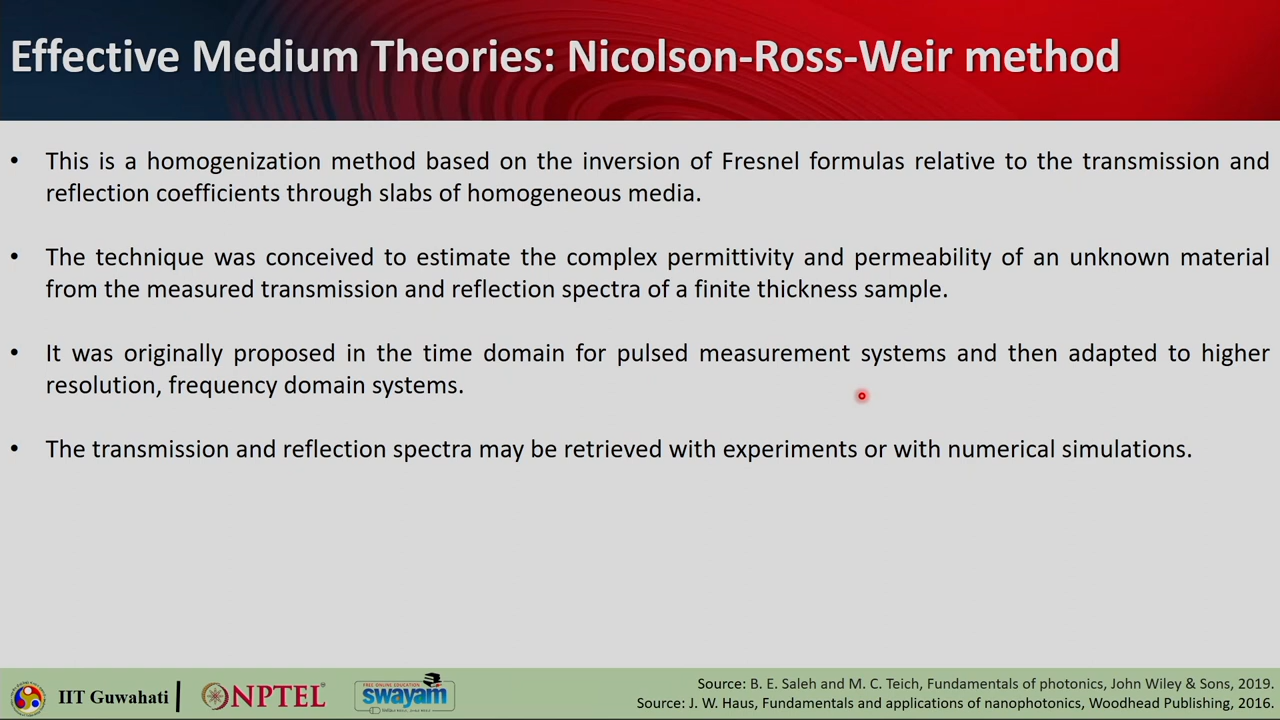 Effective Medium Theories: Nicolson-Ross-Weir method
• This is a homogenization method based on the inversion of Fresnel formulas relative to the transmission and
reflection coefficients through slabs of homogeneous media.
• The technique was conceived to estimate the complex permittivity and permeability of an unknown material
from the measured transmission and reflection spectra of a finite thickness sample.
• It was originally proposed in the time domain for pulsed measurement systems and then adapted to higher
resolution, frequency domain systems.
• The transmission and reflection spectra may be retrieved with experiments or with numerical simulations.
IIT Guwahati
NPTEL
FREE ONLINE EDUCATION
swayam
Source: B. E. Saleh and M. C. Teich, Fundamentals of photonics, John Wiley & Sons, 2019.
Source: J. W. Haus, Fundamentals and applications of nanophotonics, Woodhead Publishing, 2016.